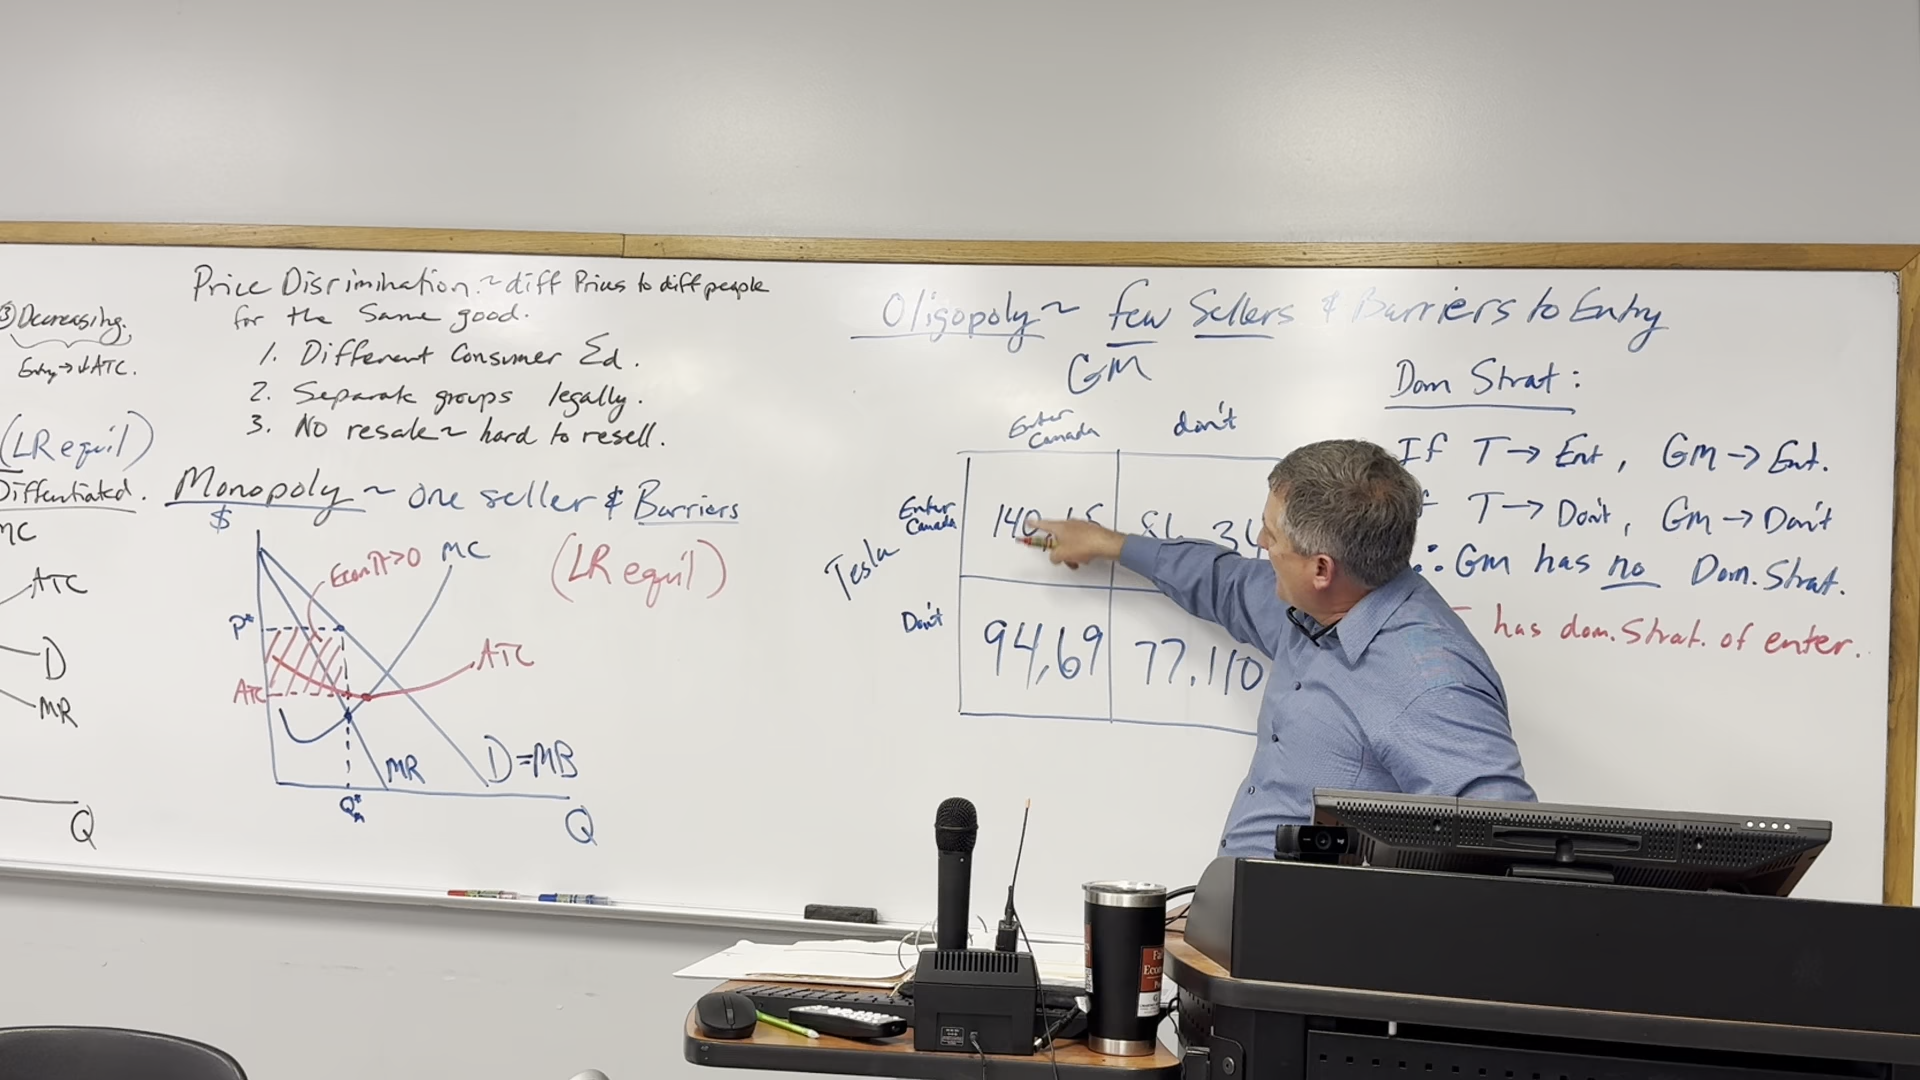 ③Decreasing.
Entry→↓ATC.
(LR equil)
Differentiated.
MC
ATC
D
MR
Q
Price Discrimination ~ diff Prices to diff people
for the Same good.
1. Different Consumer Ed.
2. Separate groups legally.
3. No resale ~ hard to resell.
Monopoly ~ one seller & Barriers
$
Econ π>0
MC
(LR equil)
P*
ATC
ATC
MR
D=MB
Q
Oligopoly ~ few Sellers & Barriers to Entry
GM
Enter
Canada
don't
Tesla
Enter
Canada
140,
34
Don't
94,69
77,110
Dom Strat:
If T→Ent, GM→Ent.
T→Don't, GM→Don't
∴ GM has no Dom. Strat.
has dom. Strat. of enter.